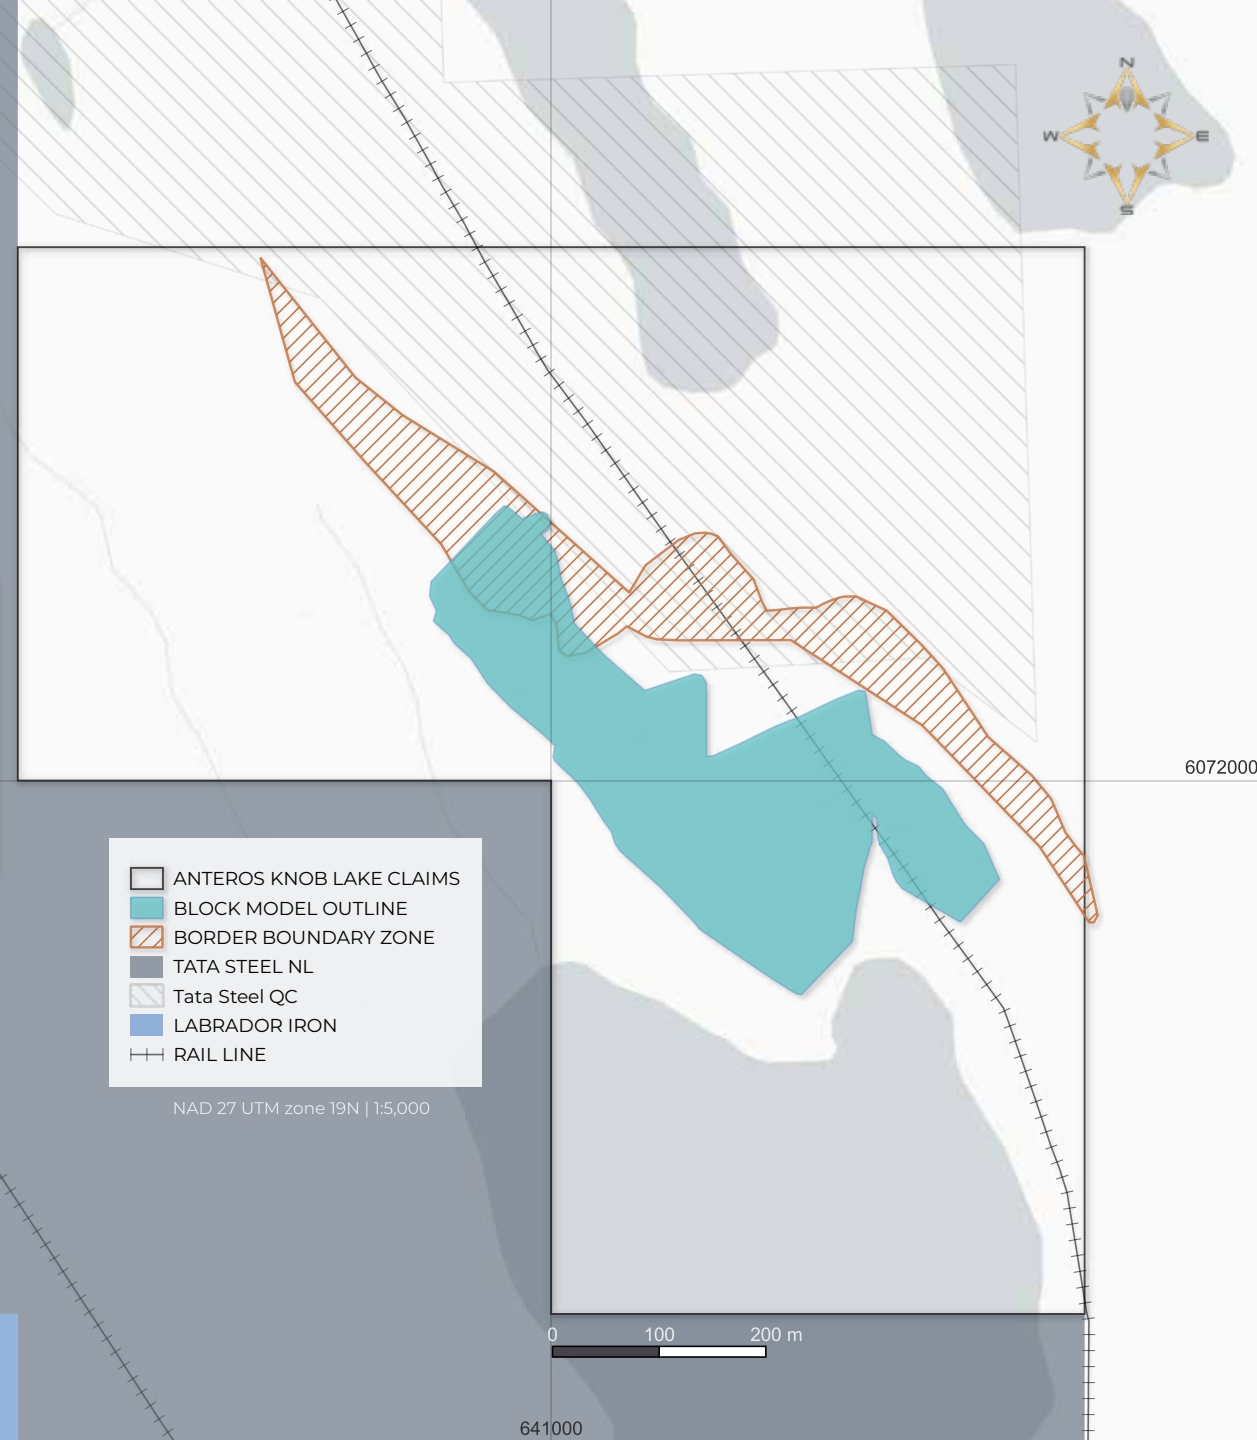 N
W E
S
6072000
ANTEROS KNOB LAKE CLAIMS
BLOCK MODEL OUTLINE
BORDER BOUNDARY ZONE
TATA STEEL NL
Tata Steel QC
LABRADOR IRON
RAIL LINE
NAD 27 UTM zone 19N | 1:5,000
0 100 200 m
641000